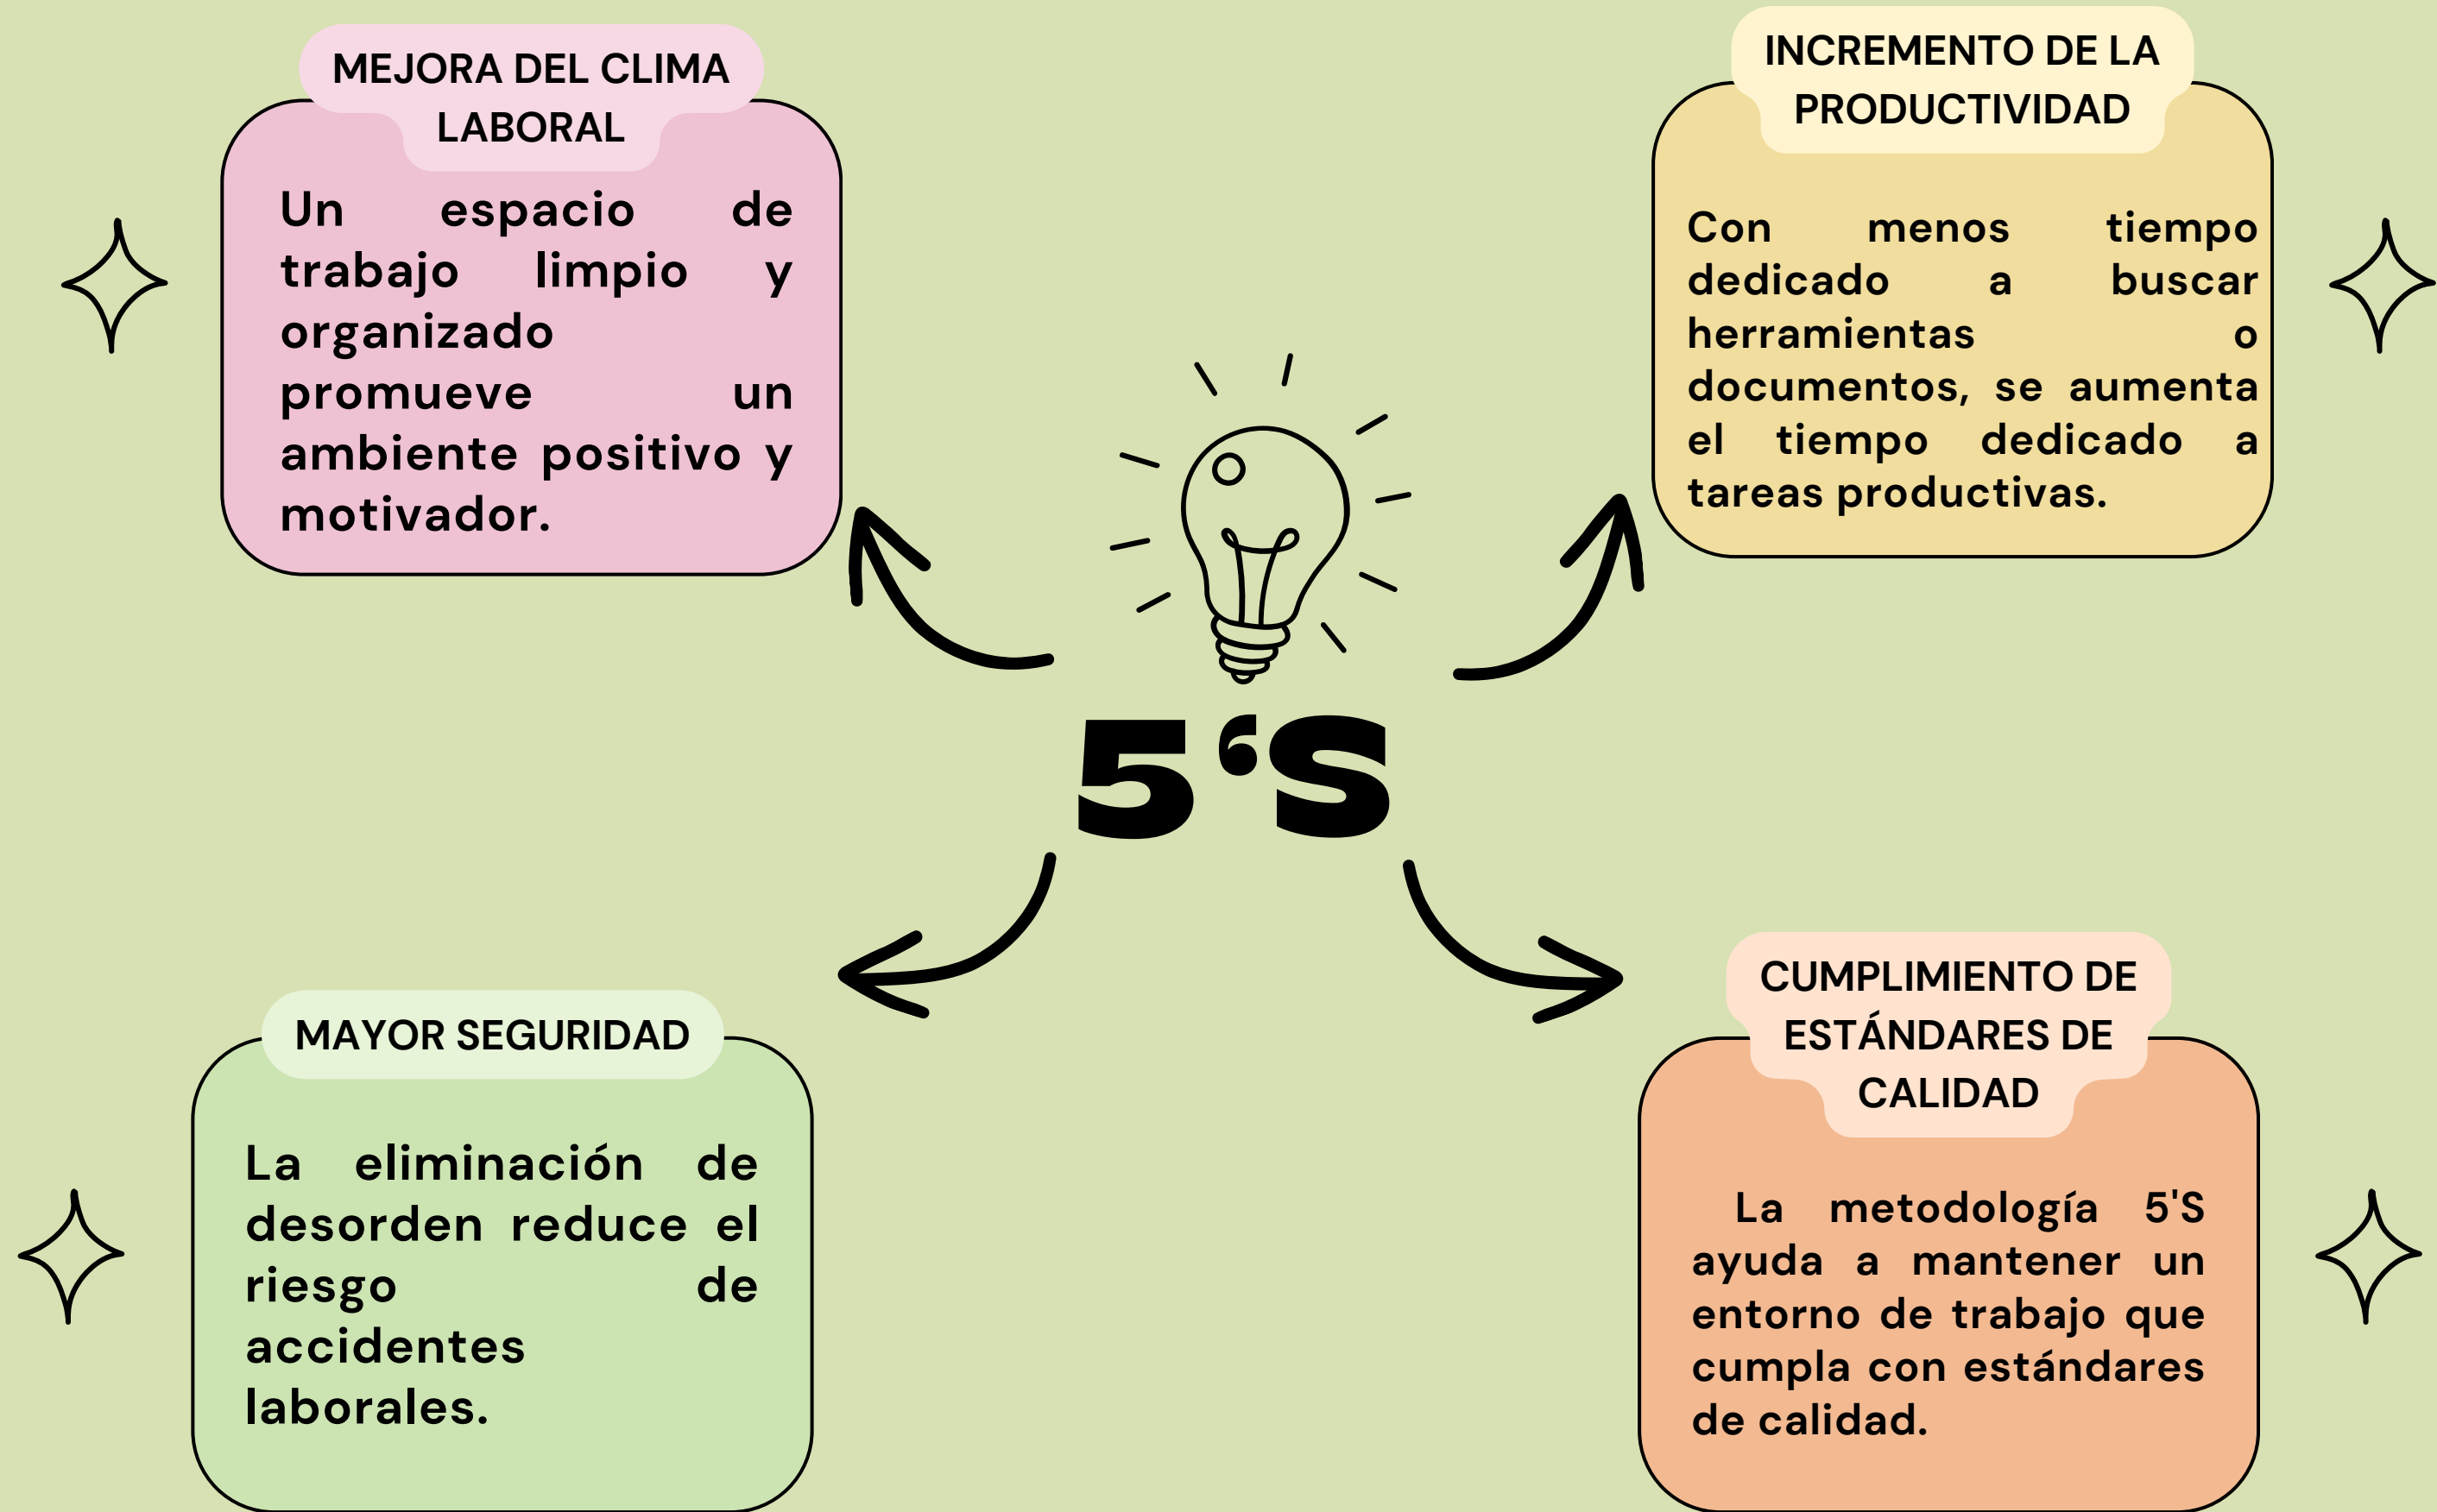 MEJORA DEL CLIMA
LABORAL
Un espacio de
trabajo limpio y
organizado
promueve un
ambiente positivo y
motivador.
INCREMENTO DE LA
PRODUCTIVIDAD
Con menos tiempo
dedicado a buscar
herramientas o
documentos, se aumenta
el tiempo dedicado a
tareas productivas.
5‘S
MAYOR SEGURIDAD
La eliminación de
desorden reduce el
riesgo de
accidentes
laborales.
CUMPLIMIENTO DE
ESTÁNDARES DE
CALIDAD
La metodología 5'S
ayuda a mantener un
entorno de trabajo que
cumpla con estándares
de calidad.